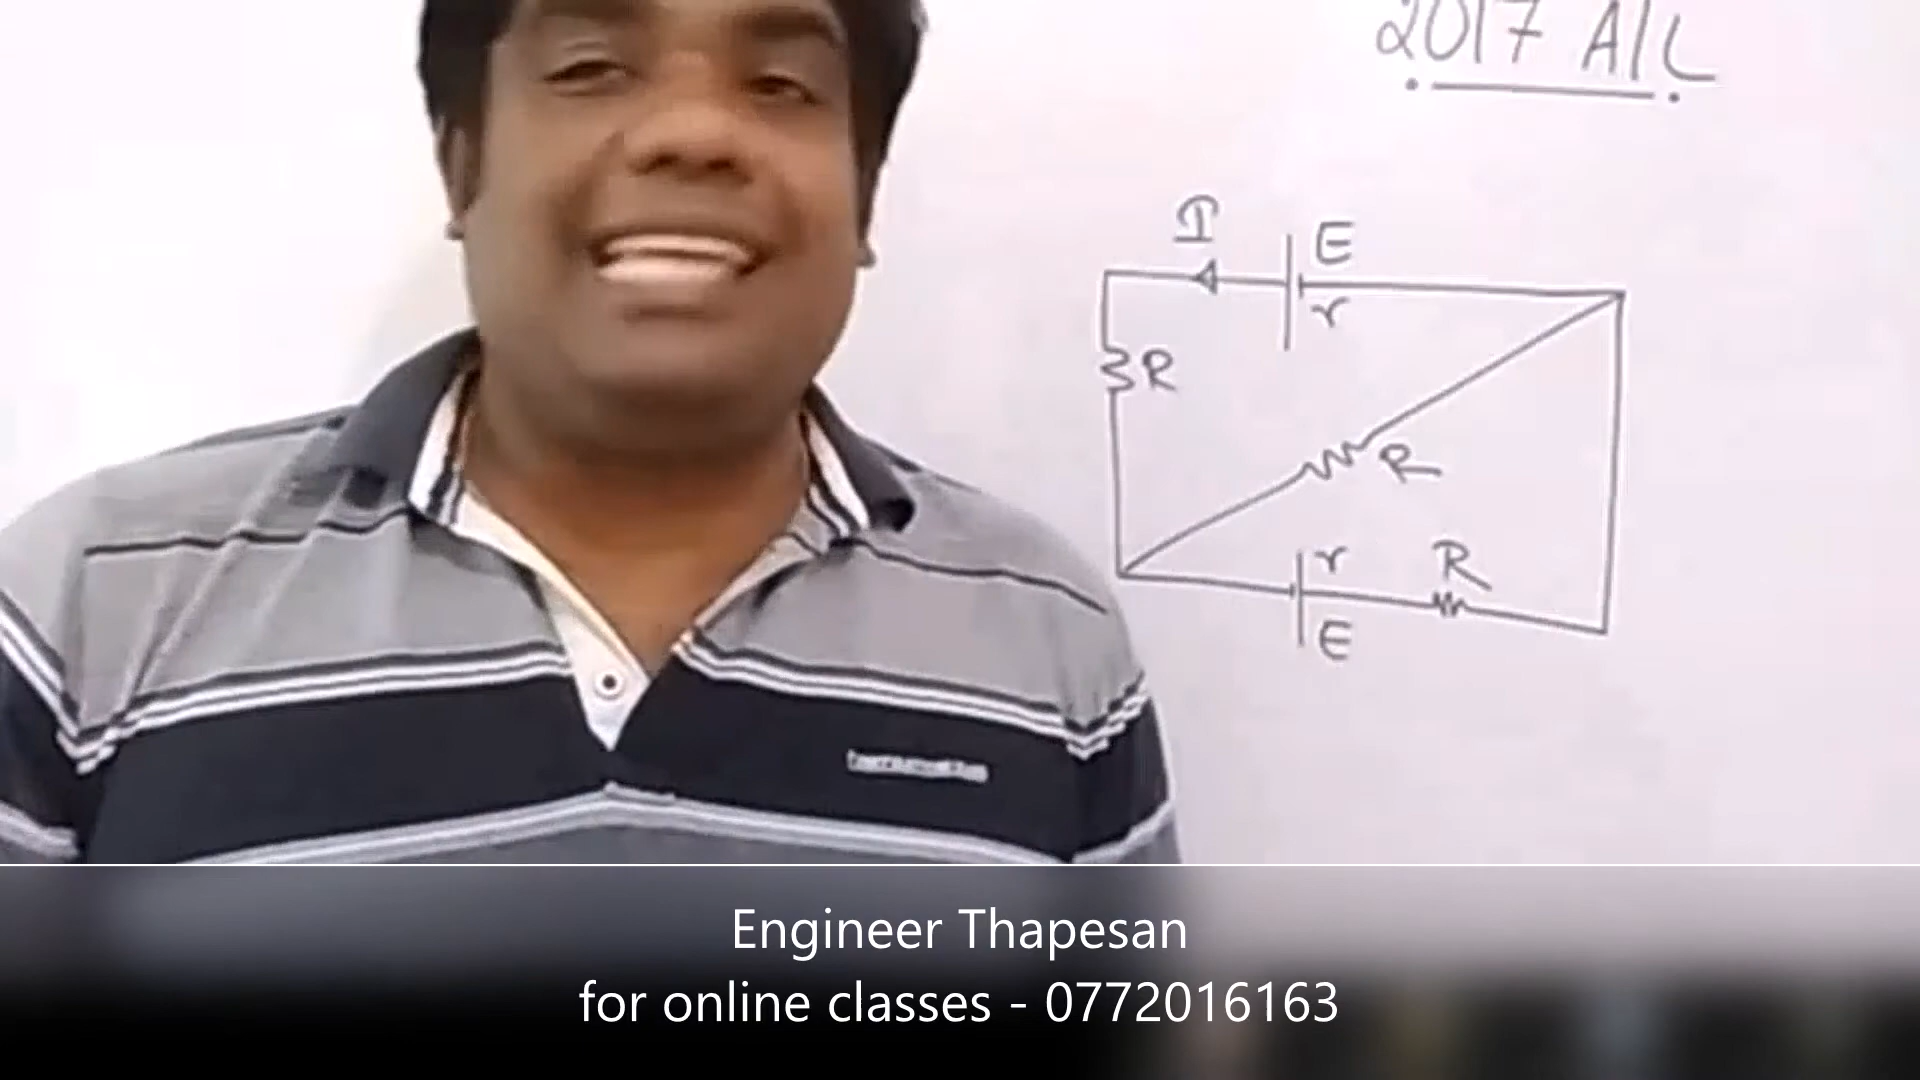 2017 A/L
I
E
r
R
R
r
R
E
Engineer Thapesan
for online classes - 0772016163